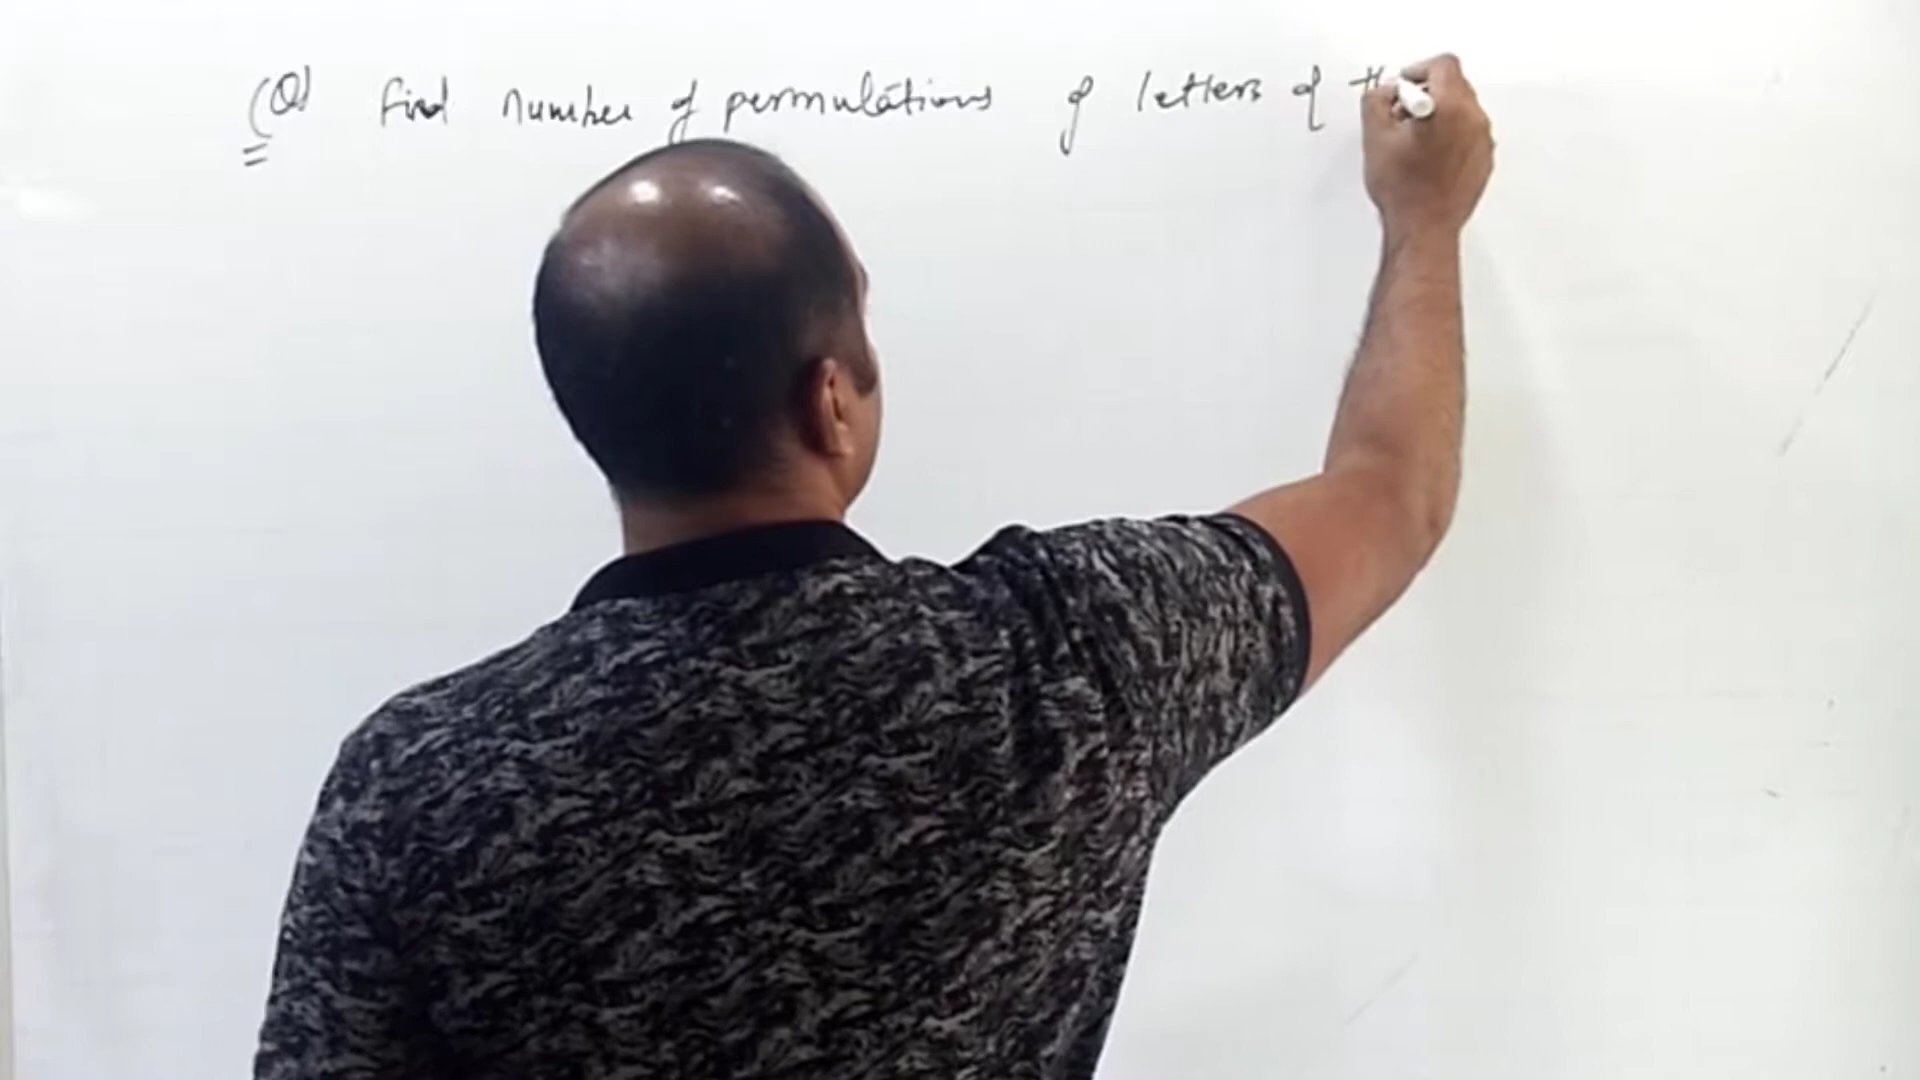 (Q) find number of permulations of letters of th